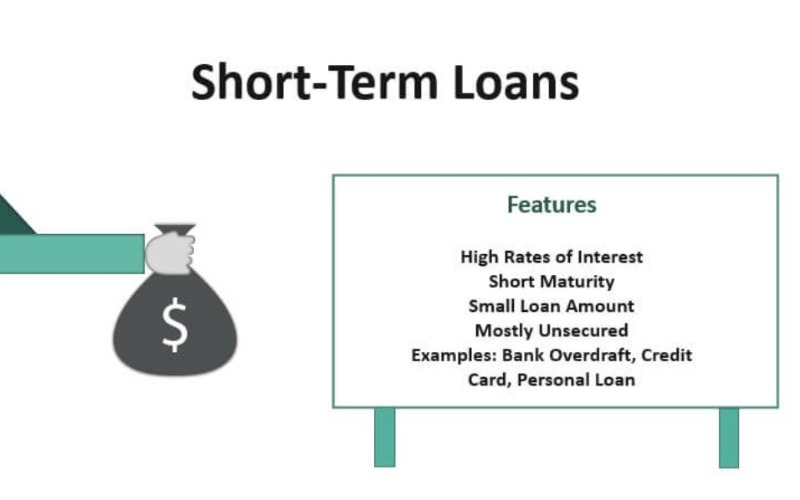 Short-Term Loans
$
Features
High Rates of Interest
Short Maturity
Small Loan Amount
Mostly Unsecured
Examples: Bank Overdraft, Credit
Card, Personal Loan